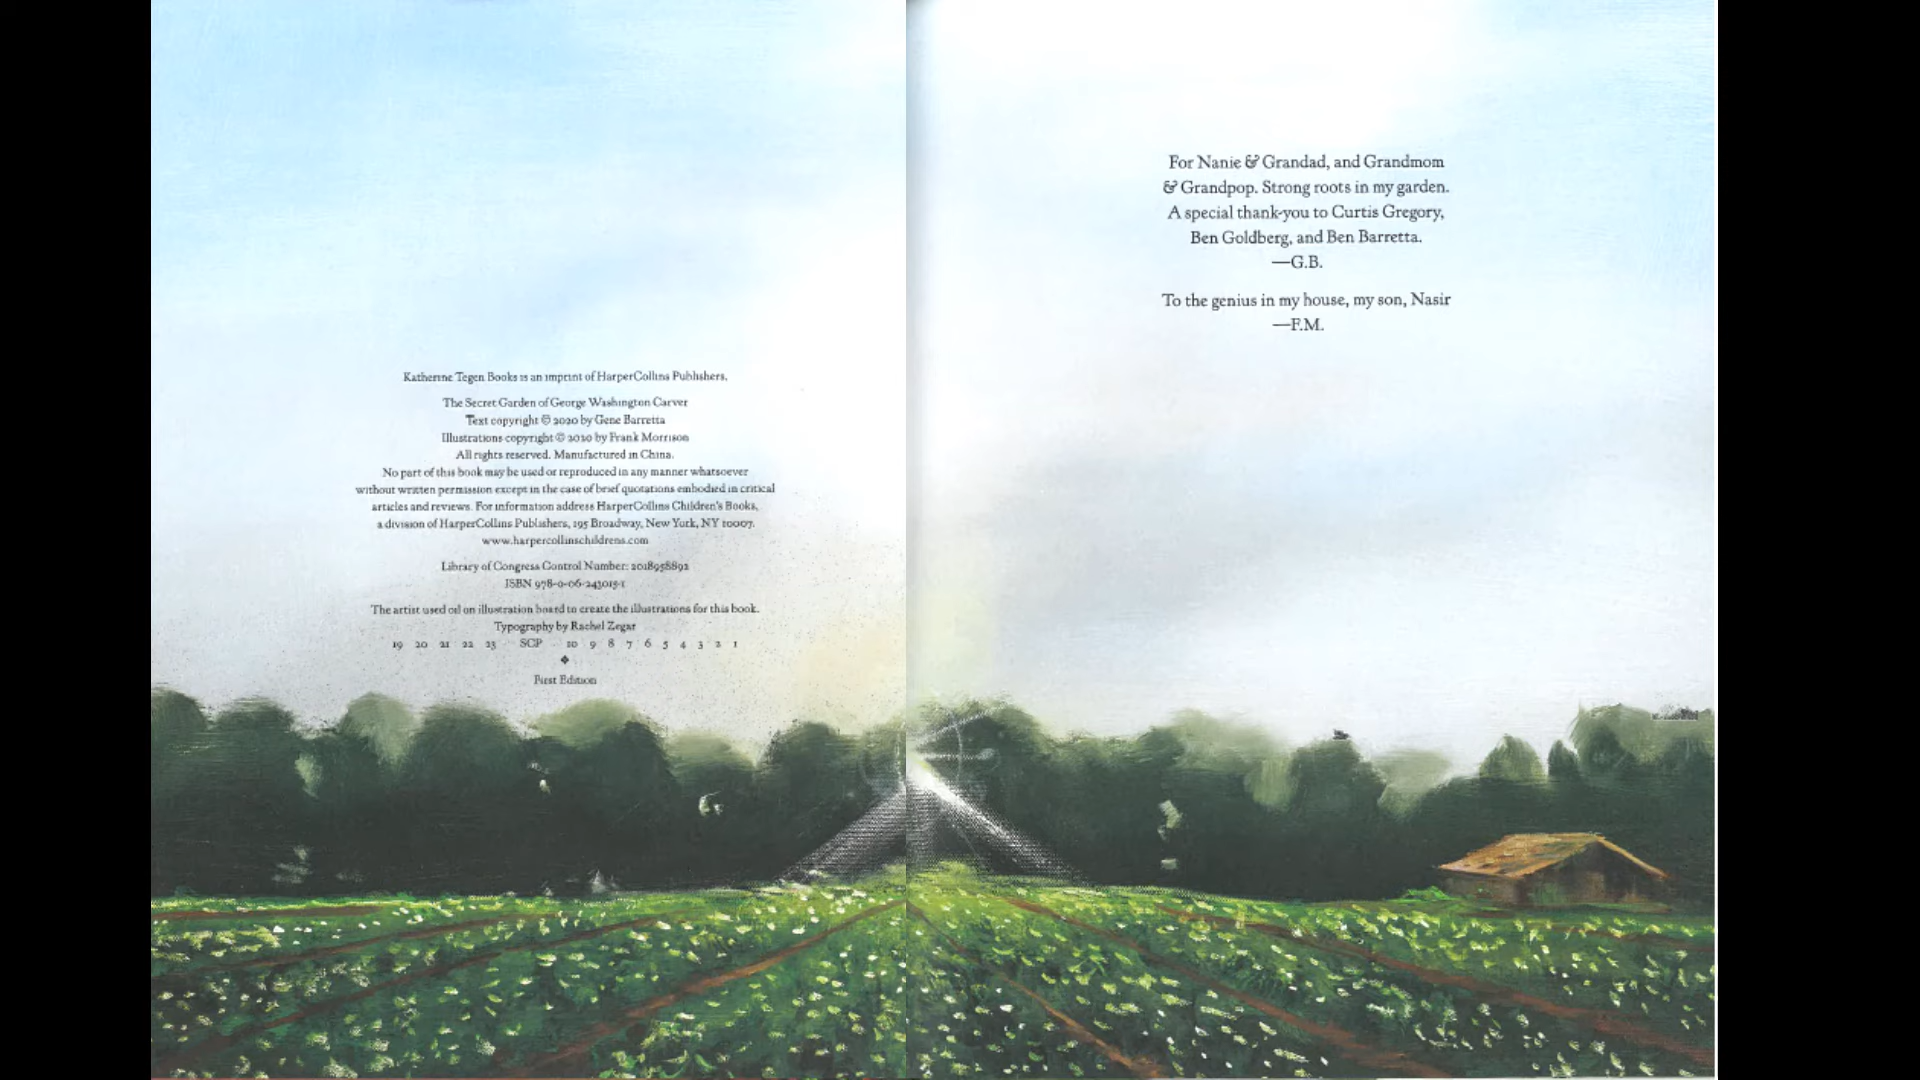 Katherine Tegen Books is an imprint of HarperCollins Publishers.
The Secret Garden of George Washington Carver
Text copyright © 2020 by Gene Barretta
Illustrations copyright © 2020 by Frank Morrison
All rights reserved. Manufactured in China.
No part of this book may be used or reproduced in any manner whatsoever
without written permission except in the case of brief quotations embodied in critical
articles and reviews. For information address HarperCollins Children's Books,
a division of HarperCollins Publishers, 195 Broadway, New York, NY 10007.
www.harpercollinschildrens.com
Library of Congress Control Number: 2018958892
ISBN 978-0-06-243015-1
The artist used oil on illustration board to create the illustrations for this book.
Typography by Rachel Zegar
19 20 21 22 23 SCP 10 9 8 7 6 5 4 3 2 1
❖
First Edition
For Nanie & Grandad, and Grandmom
& Grandpop. Strong roots in my garden.
A special thank-you to Curtis Gregory,
Ben Goldberg, and Ben Barretta.
—G.B.
To the genius in my house, my son, Nasir
—F.M.